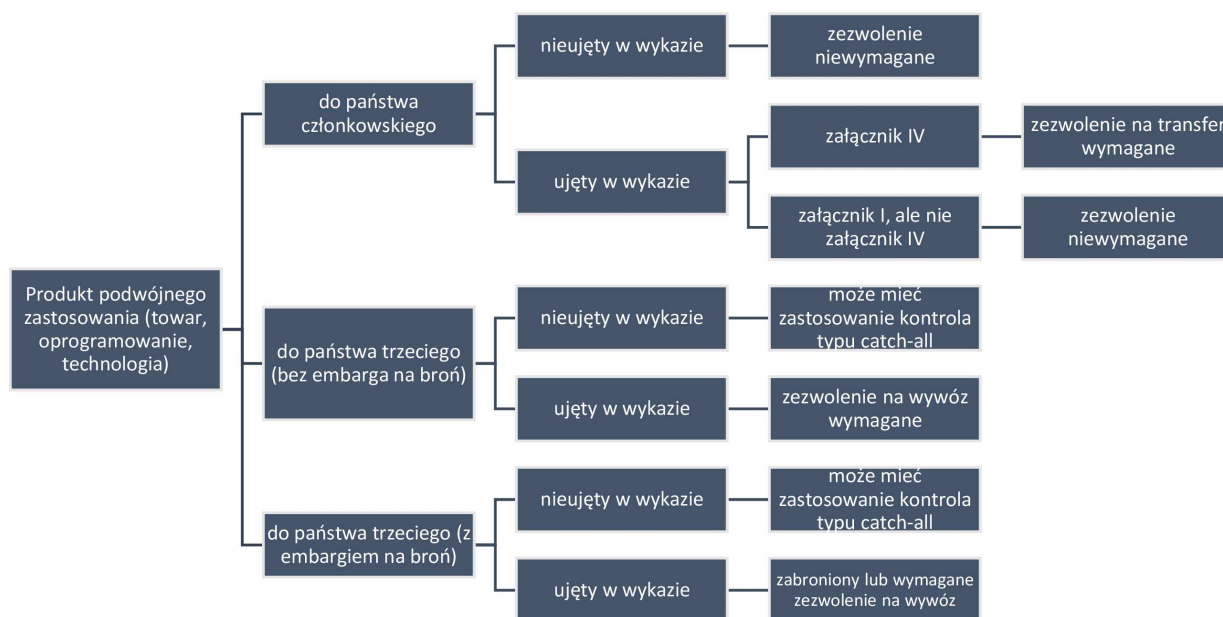 Produkt podwójnego
zastosowania (towar,
oprogramowanie,
technologia)
do państwa
członkowskiego
nieujęty w wykazie
zezwolenie
niewymagane
ujęty w wykazie
załącznik IV
zezwolenie na transfer
wymagane
załącznik I, ale nie
załącznik IV
zezwolenie
niewymagane
do państwa trzeciego
(bez embarga na broń)
nieujęty w wykazie
może mieć
zastosowanie kontrola
typu catch-all
ujęty w wykazie
zezwolenie na wywóz
wymagane
do państwa trzeciego (z
embargiem na broń)
nieujęty w wykazie
może mieć
zastosowanie kontrola
typu catch-all
ujęty w wykazie
zabroniony lub wymagane
zezwolenie na wywóz